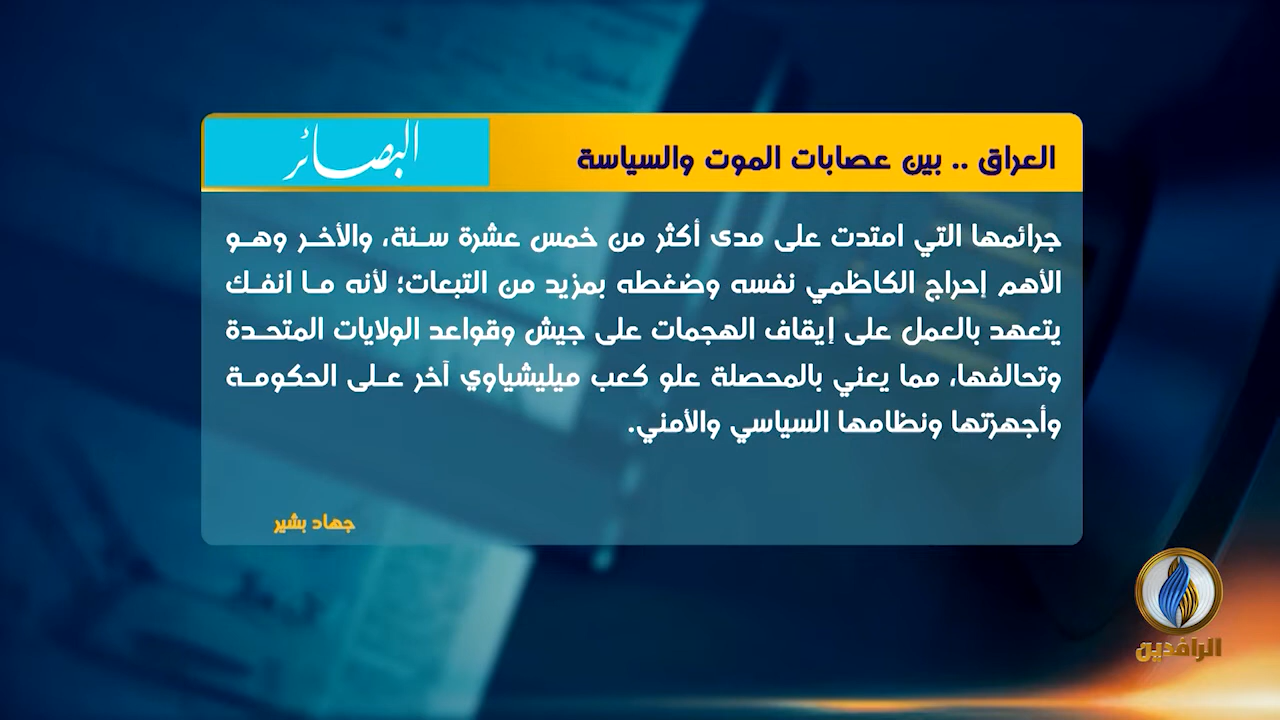 البصائر
العراق .. بين عصابات الموت والسياسة
جرائمها التي امتدت على مدى أكثر من خمس عشرة سنة، والأخر وهو
الأهم إحراج الكاظمي نفسه وضغطه بمزيد من التبعات؛ لأنه ما انفك
يتعهد بالعمل على إيقاف الهجمات على جيش وقواعد الولايات المتحدة
وتحالفها، مما يعني بالمحصلة علو كعب ميليشياوي آخر على الحكومة
وأجهزتها ونظامها السياسي والأمني.
جهاد بشير
الرافدين